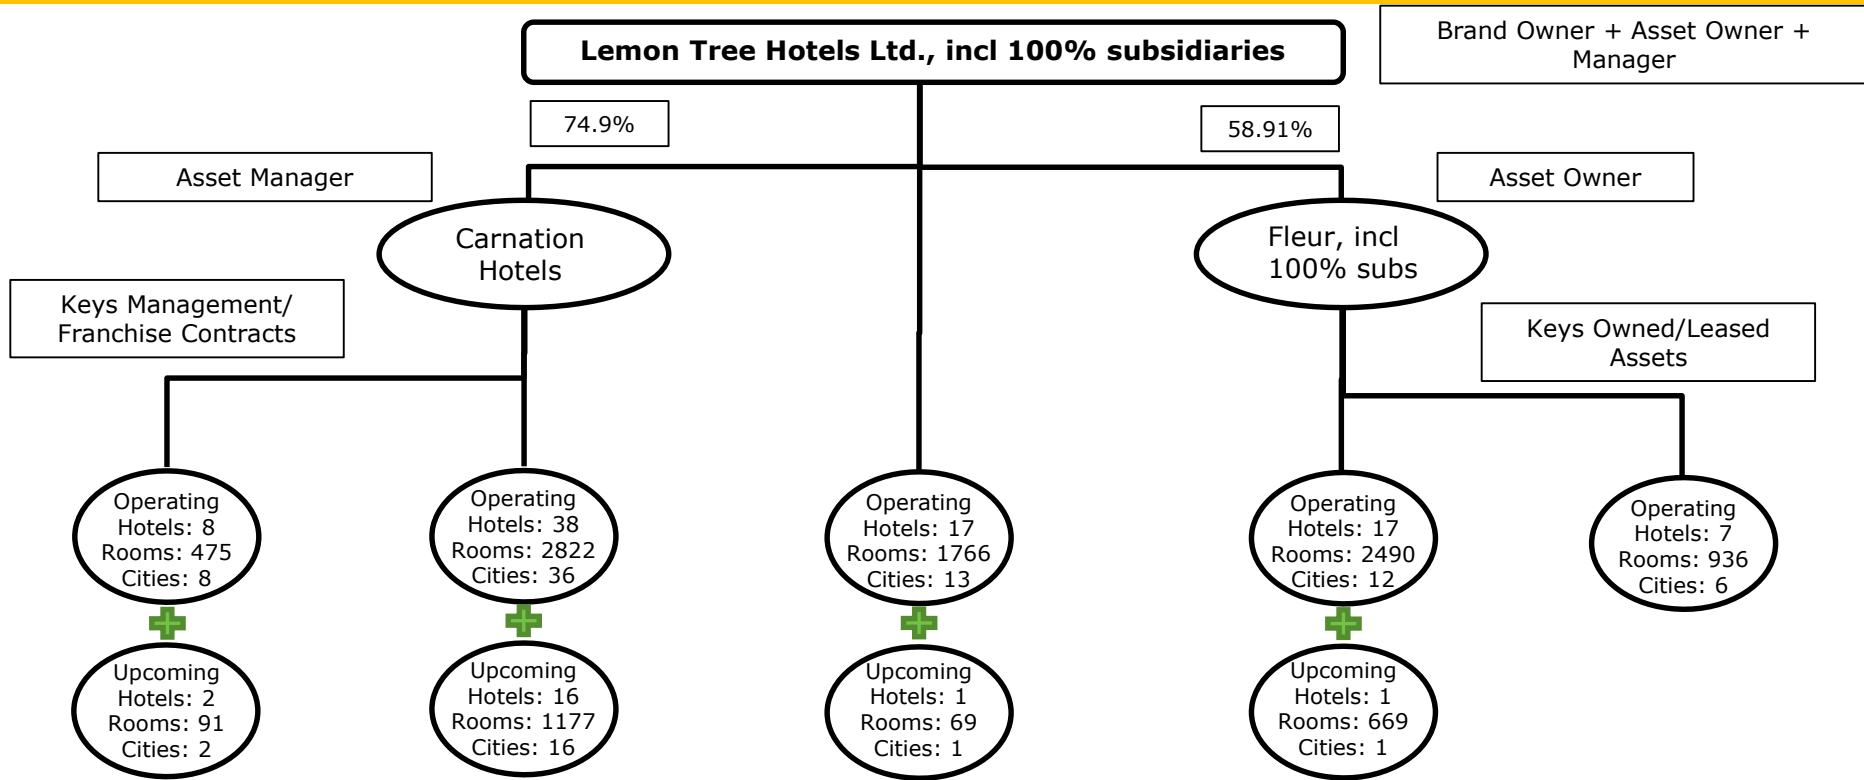 Lemon Tree Hotels Ltd., incl 100% subsidiaries
Brand Owner + Asset Owner +
Manager
74.9%
58.91%
Asset Manager
Asset Owner
Carnation
Hotels
Fleur, incl
100% subs
Keys Management/
Franchise Contracts
Keys Owned/Leased
Assets
Operating
Hotels: 8
Rooms: 475
Cities: 8
Operating
Hotels: 38
Rooms: 2822
Cities: 36
Operating
Hotels: 17
Rooms: 1766
Cities: 13
Operating
Hotels: 17
Rooms: 2490
Cities: 12
Operating
Hotels: 7
Rooms: 936
Cities: 6
Upcoming
Hotels: 2
Rooms: 91
Cities: 2
Upcoming
Hotels: 16
Rooms: 1177
Cities: 16
Upcoming
Hotels: 1
Rooms: 69
Cities: 1
Upcoming
Hotels: 1
Rooms: 669
Cities: 1